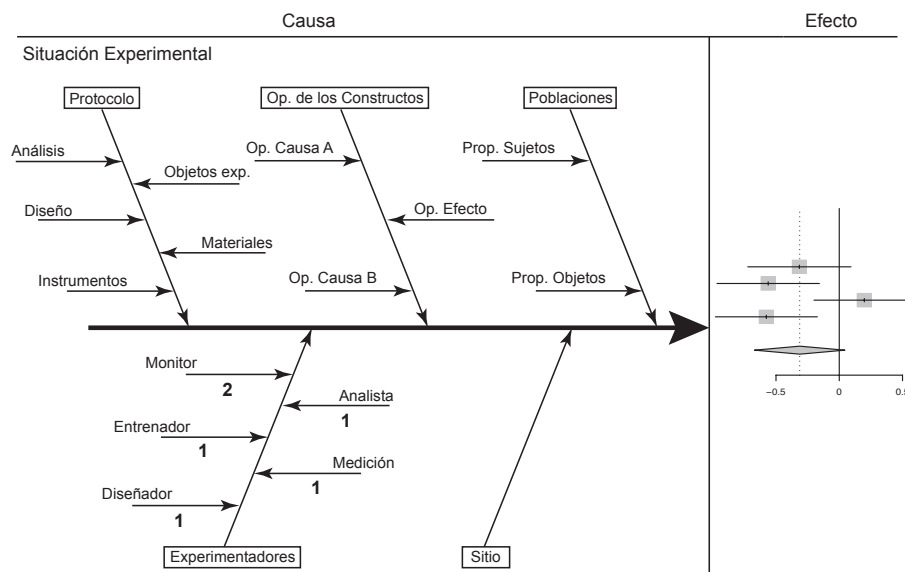 Causa
Efecto
Situación Experimental
Protocolo
Op. de los Constructos
Poblaciones
Análisis
Op. Causa A
Prop. Sujetos
Objetos exp.
Diseño
Op. Efecto
Materiales
Instrumentos
Op. Causa B
Prop. Objetos
Monitor
2
Analista
1
Entrenador
1
Medición
1
Diseñador
1
Experimentadores
Sitio
−0.5
0
0.5